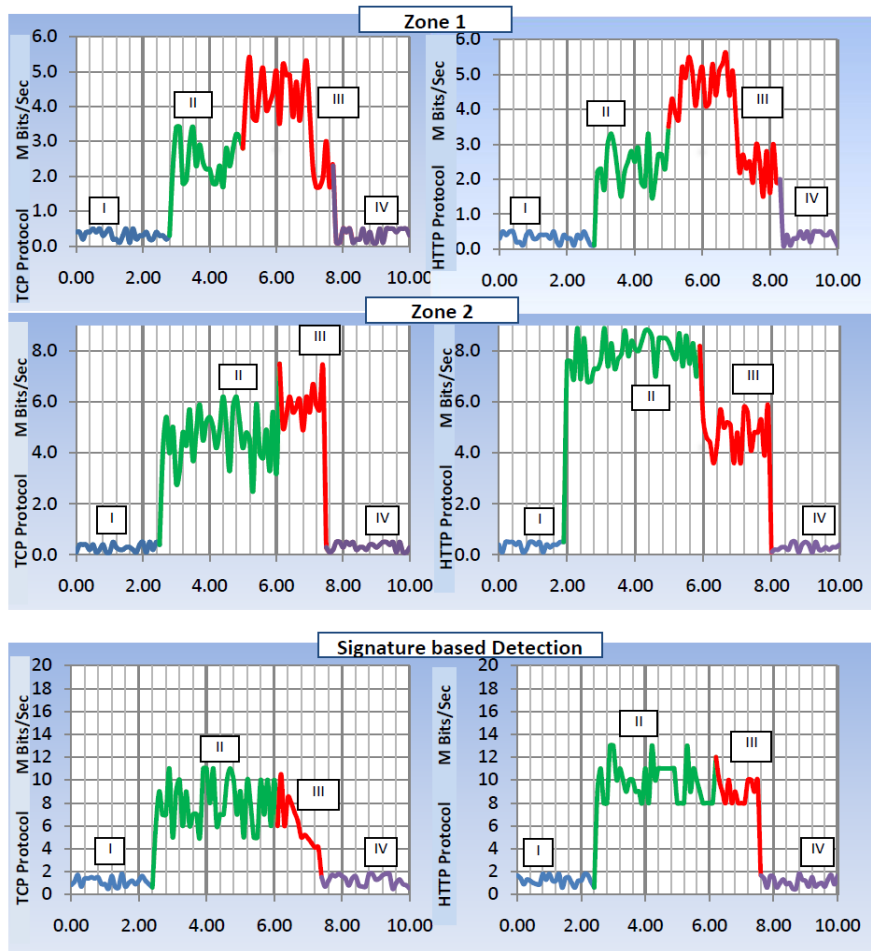 Zone 1
TCP Protocol M Bits/Sec
6.0
5.0
4.0
3.0
2.0
1.0
0.0
I
II
III
IV
0.00 2.00 4.00 6.00 8.00 10.00
HTTP Protocol M Bits/Sec
6.0
5.0
4.0
3.0
2.0
1.0
0.0
I
II
III
IV
0.00 2.00 4.00 6.00 8.00 10.00
Zone 2
TCP Protocol M Bits/Sec
8.0
6.0
4.0
2.0
0.0
I
II
III
IV
0.00 2.00 4.00 6.00 8.00 10.00
HTTP Protocol M Bits/Sec
8.0
6.0
4.0
2.0
0.0
I
II
III
IV
0.00 2.00 4.00 6.00 8.00 10.00
Signature based Detection
TCP Protocol M Bits/Sec
20
18
16
14
12
10
8
6
4
2
0
I
II
III
IV
0.00 2.00 4.00 6.00 8.00 10.00
HTTP Protocol M Bits/Sec
20
18
16
14
12
10
8
6
4
2
0
I
II
III
IV
0.00 2.00 4.00 6.00 8.00 10.00